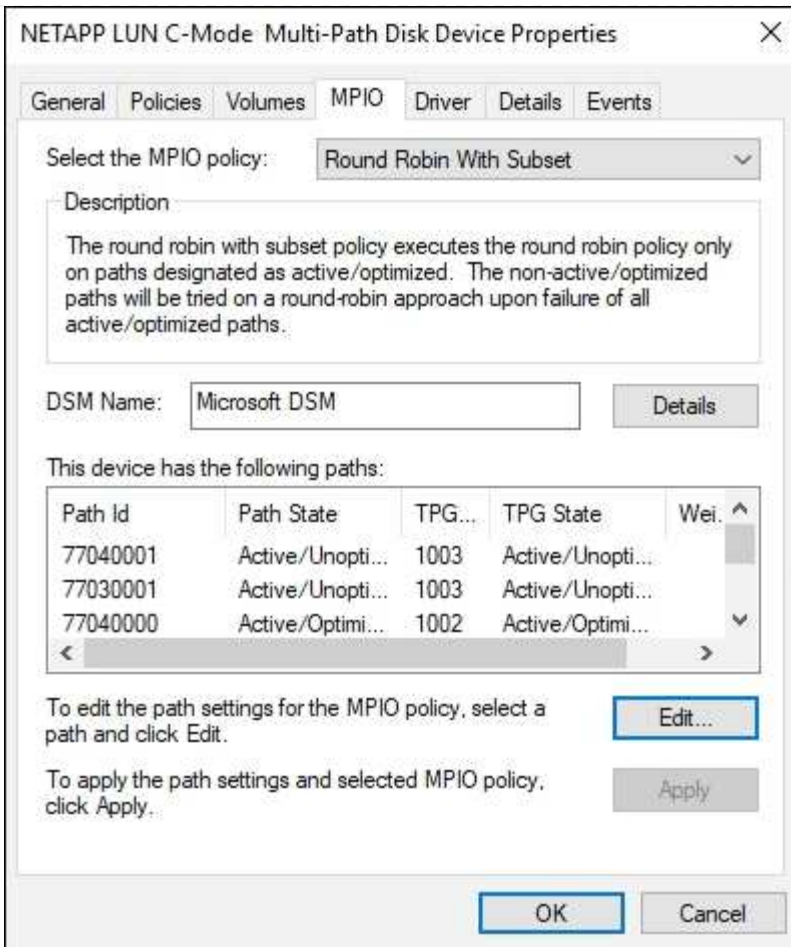 NETAPP LUN C-Mode Multi-Path Disk Device Properties
General Policies Volumes MPIO Driver Details Events
Select the MPIO policy: Round Robin With Subset
Description
The round robin with subset policy executes the round robin policy only
on paths designated as active/optimized. The non-active/optimized
paths will be tried on a round-robin approach upon failure of all
active/optimized paths.
DSM Name: Microsoft DSM Details
This device has the following paths:
Path Id Path State TPG... TPG State Wei.
77040001 Active/Unopti... 1003 Active/Unopti...
77030001 Active/Unopti... 1003 Active/Unopti...
77040000 Active/Optimi... 1002 Active/Optimi...
To edit the path settings for the MPIO policy, select a
path and click Edit.
Edit...
To apply the path settings and selected MPIO policy,
click Apply.
Apply
OK Cancel